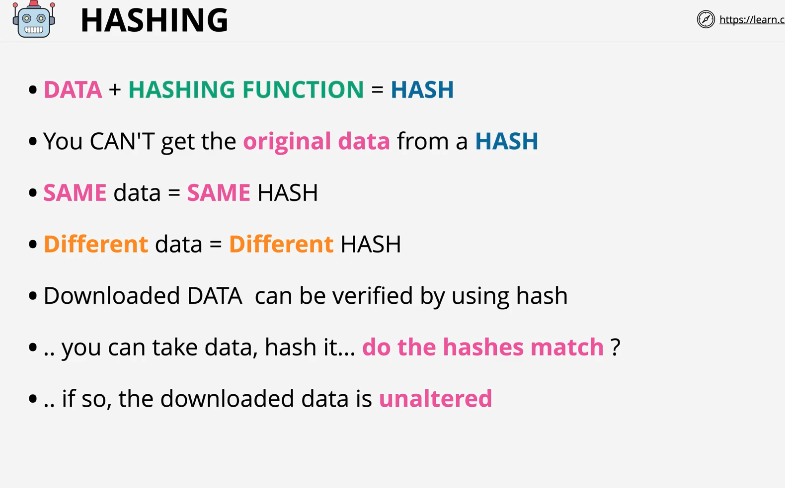 HASHING
https://learn.c
• DATA + HASHING FUNCTION = HASH
• You CAN'T get the original data from a HASH
• SAME data = SAME HASH
• Different data = Different HASH
• Downloaded DATA  can be verified by using hash
• .. you can take data, hash it... do the hashes match ?
• .. if so, the downloaded data is unaltered